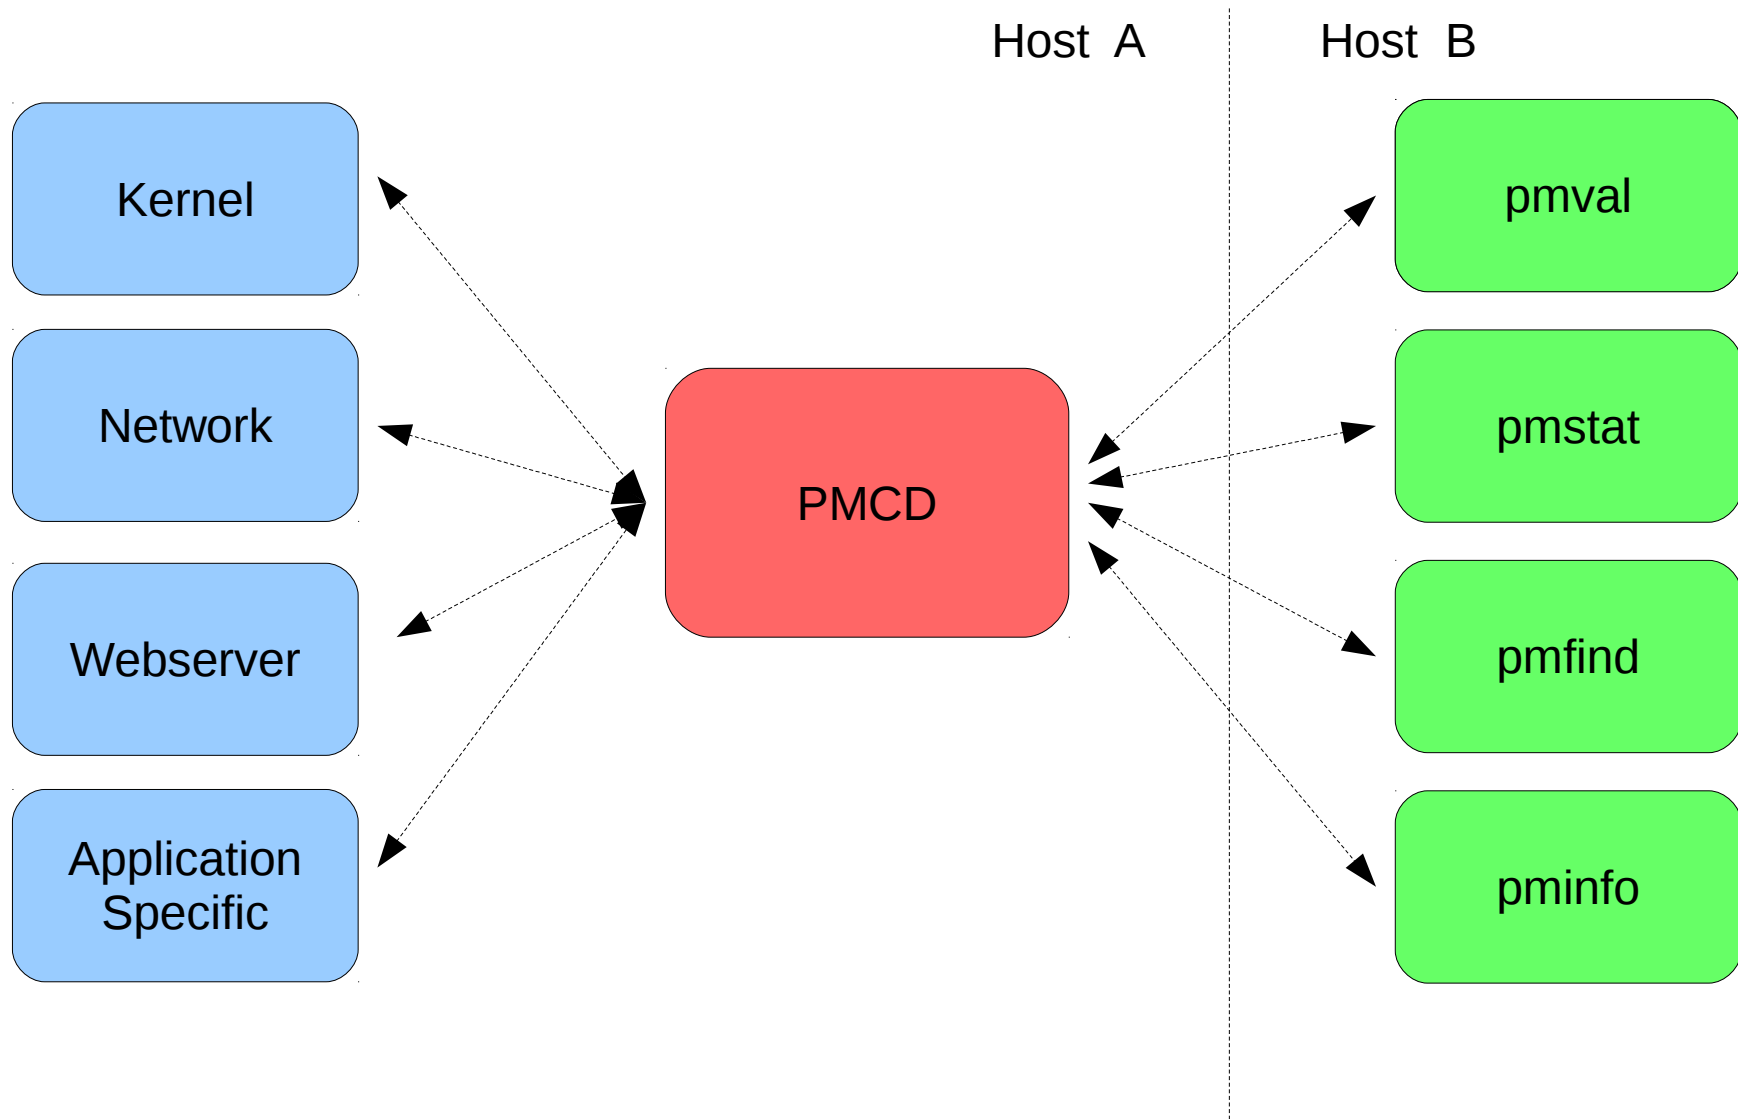 Host A
Host B
Kernel
pmval
Network
pmstat
PMCD
Webserver
pmfind
Application
Specific
pminfo